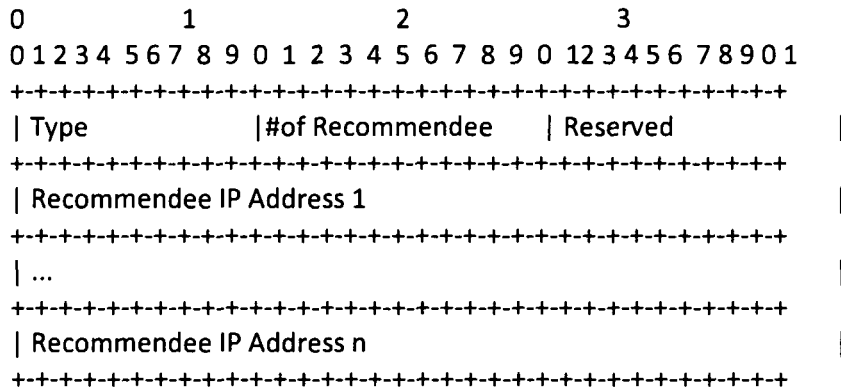 0 1 2 3
0 1 2 3 4 5 6 7 8 9 0 1 2 3 4 5 6 7 8 9 0 12 3 4 5 6 7 8 9 0 1
+-+-+-+-+-+-+-+-+-+-+-+-+-+-+-+-+-+-+-+-+-+-+-+-+-+-+-+-+-+-+-+-+
| Type |#of Recommendee | Reserved |
+-+-+-+-+-+-+-+-+-+-+-+-+-+-+-+-+-+-+-+-+-+-+-+-+-+-+-+-+-+-+-+-+
| Recommendee IP Address 1 |
+-+-+-+-+-+-+-+-+-+-+-+-+-+-+-+-+-+-+-+-+-+-+-+-+-+-+-+-+-+-+-+-+
| ... |
+-+-+-+-+-+-+-+-+-+-+-+-+-+-+-+-+-+-+-+-+-+-+-+-+-+-+-+-+-+-+-+-+
| Recommendee IP Address n |
+-+-+-+-+-+-+-+-+-+-+-+-+-+-+-+-+-+-+-+-+-+-+-+-+-+-+-+-+-+-+-+-+